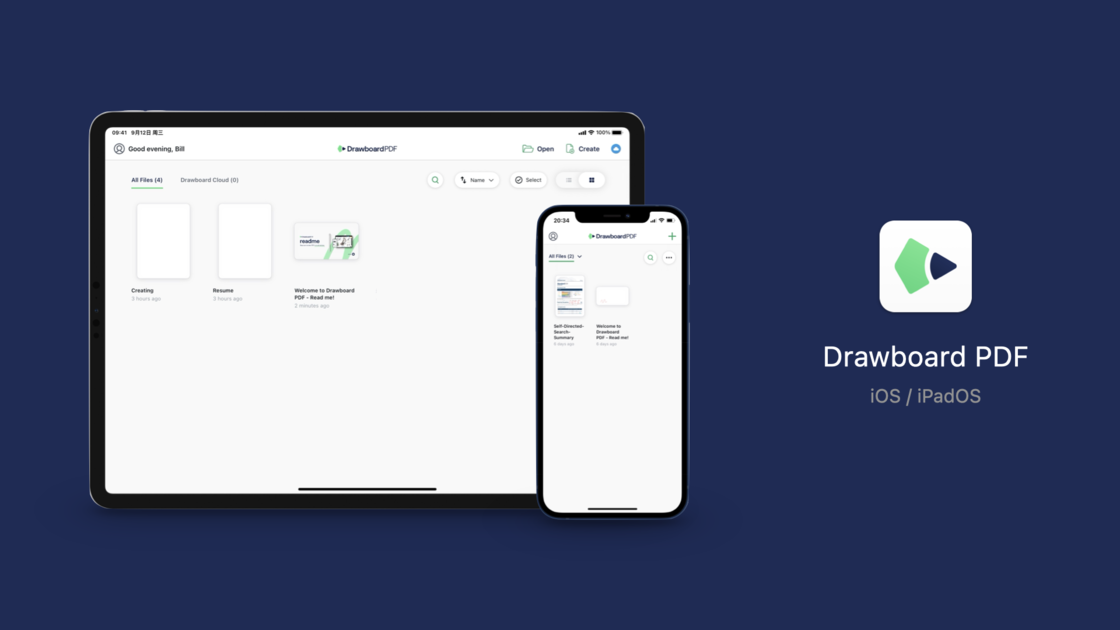 09:41 9月12日 周三
100%
Good evening, Bill
DrawboardPDF
Open
Create
All Files (4)
Drawboard Cloud (0)
Name
Select
readme
Creating
3 hours ago
Resume
3 hours ago
Welcome to Drawboard
PDF - Read me!
2 minutes ago
20:34
DrawboardPDF
All Files (2)
Self-Directed-
Search-
Summary
Welcome to
Drawboard
PDF - Read me!
Drawboard PDF
iOS / iPadOS